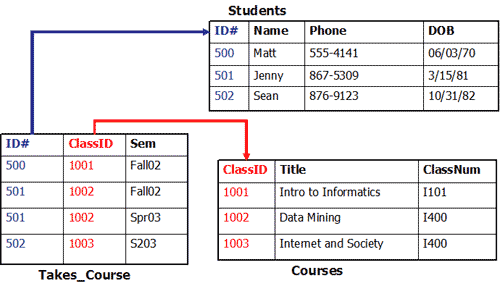 Students
ID# Name Phone DOB
500 Matt 555-4141 06/03/70
501 Jenny 867-5309 3/15/81
502 Sean 876-9123 10/31/82
ID# ClassID Sem
500 1001 Fall02
501 1002 Fall02
501 1002 Spr03
502 1003 S203
Takes_Course
ClassID Title ClassNum
1001 Intro to Informatics I101
1002 Data Mining I400
1003 Internet and Society I400
Courses